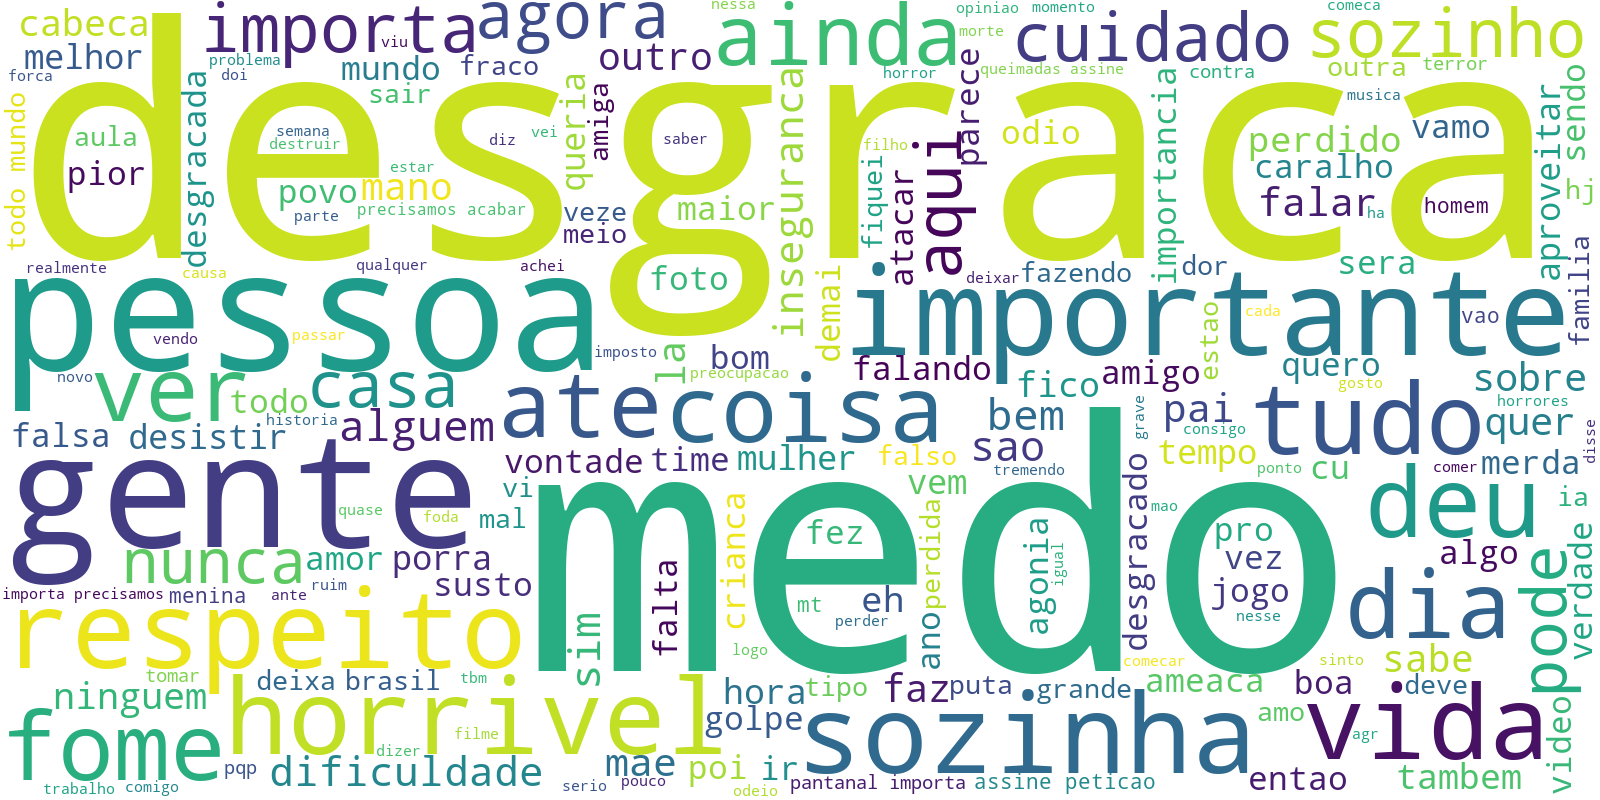 desgraca
medo
pessoa
importante
gente
respeito
horrivel
sozinha
vida
fome
tudo
coisa
ate
ver
casa
deu
dia
pode
ainda
aqui
importa
agora
cuidado
sozinho
nunca
cabeca
melhor
forca
problema
doi
viu
mundo
sair
fraco
outro
nessa
opiniao
momento
morte
horror
queimadas assine
parece
contra
comeca
outra
terror
musica
todo mundo
aula
pior
desgracada
semana
destruir
estar
povo
mano
parte
precisamos acabar
diz
vei
queria
amiga
veze
meio
saber
maior
foto
inseguranca
filho
fiquei
atacar
odio
importancia
perdido
caralho
falar
ha
vamo
homem
aproveitar
sendo
hj
realmente
causa
qualquer
achei
demai
deixar
fazendo
dor
sera
familia
vendo
passar
imposto
la
bom
preocupacao
falando
fico
amigo
estao
cada
quero
gosto
vao
sobre
horrores
quer
novo
todo
historia
alguem
falsa
desistir
bem
sao
grave
pai
consigo
tempo
ponto
cu
comer
merda
disse
vontade
time
mulher
falso
vem
tremendo
vi
mal
quase
foda
amor
porra
susto
crianca
fez
perdida
agonia
igual
desgracado
mao
pro
vez
jogo
nesse
algo
ia
verdade
importa precisamos
menina
ante
ruim
sim
falta
mt
eh
perder
ano
logo
comecar
sinto
sabe
tomar
ninguem
deixa
brasil
tbm
hora
tipo
faz
puta
grande
ameaca
boa
deve
video
golpe
amo
agr
filme
dizer
dificuldade
mae
poi
ir
pqp
trabalho
comigo
serio
pouco
odeio
pantanal importa
assine peticao
entao
tambem